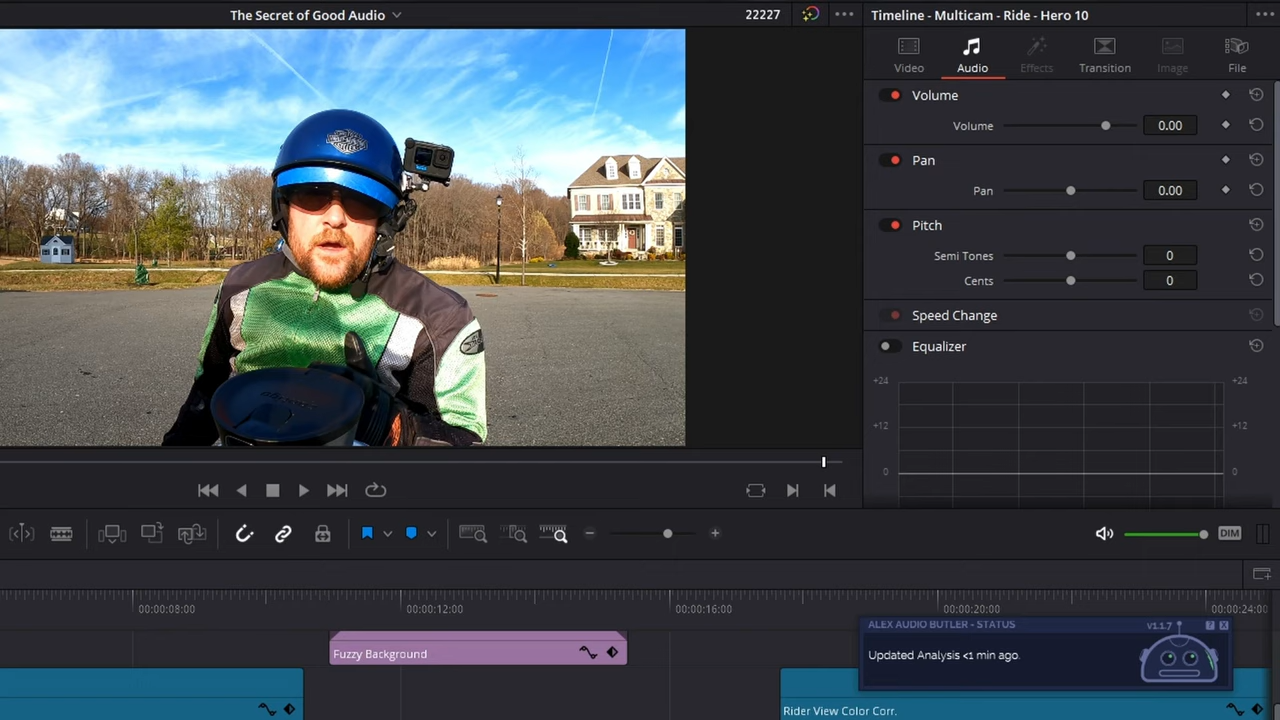 The Secret of Good Audio
22227
Timeline - Multicam - Ride - Hero 10
Video
Audio
Effects
Transition
Image
File
Volume
Volume 0.00
Pan
Pan 0.00
Pitch
Semi Tones 0
Cents 0
Speed Change
Equalizer
+24 +24
+12 +12
0 0
DIM
00:00:08:00 00:00:12:00 00:00:16:00 00:00:20:00 00:00:24:00
ALEX AUDIO BUTLER - STATUS v1.1.7 ? X
Updated Analysis <1 min ago.
Fuzzy Background
Rider View Color Corr.